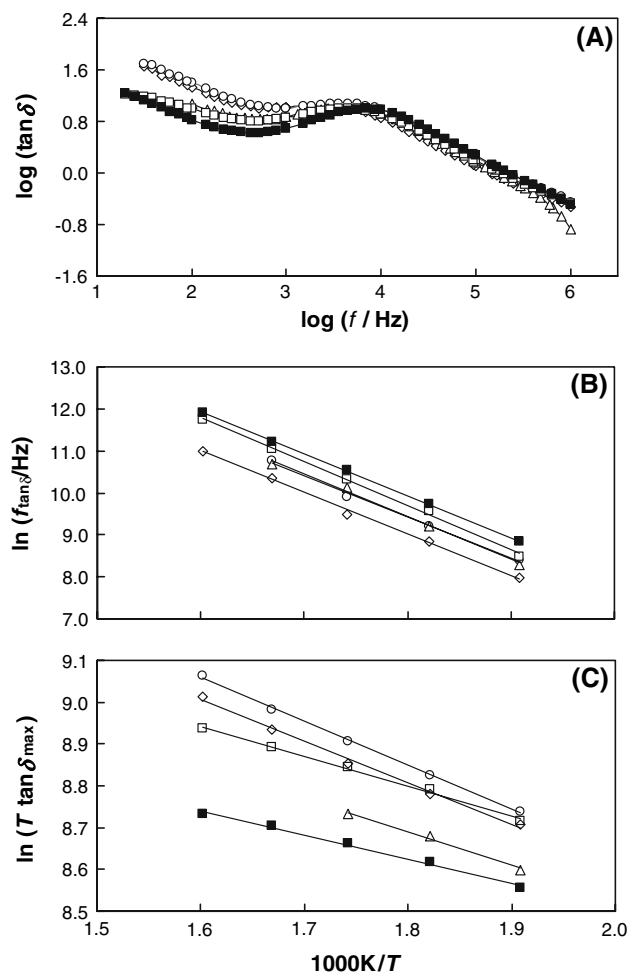 (A)
log (tanδ)
2.4
1.6
0.8
0.0
-0.8
-1.6
1 2 3 4 5 6
log (f / Hz)
(B)
ln (f tanδ/Hz)
13.0
12.0
11.0
10.0
9.0
8.0
7.0
(C)
ln (T tanδ max)
9.1
9.0
8.9
8.8
8.7
8.6
8.5
1.5 1.6 1.7 1.8 1.9 2.0
1000K/T